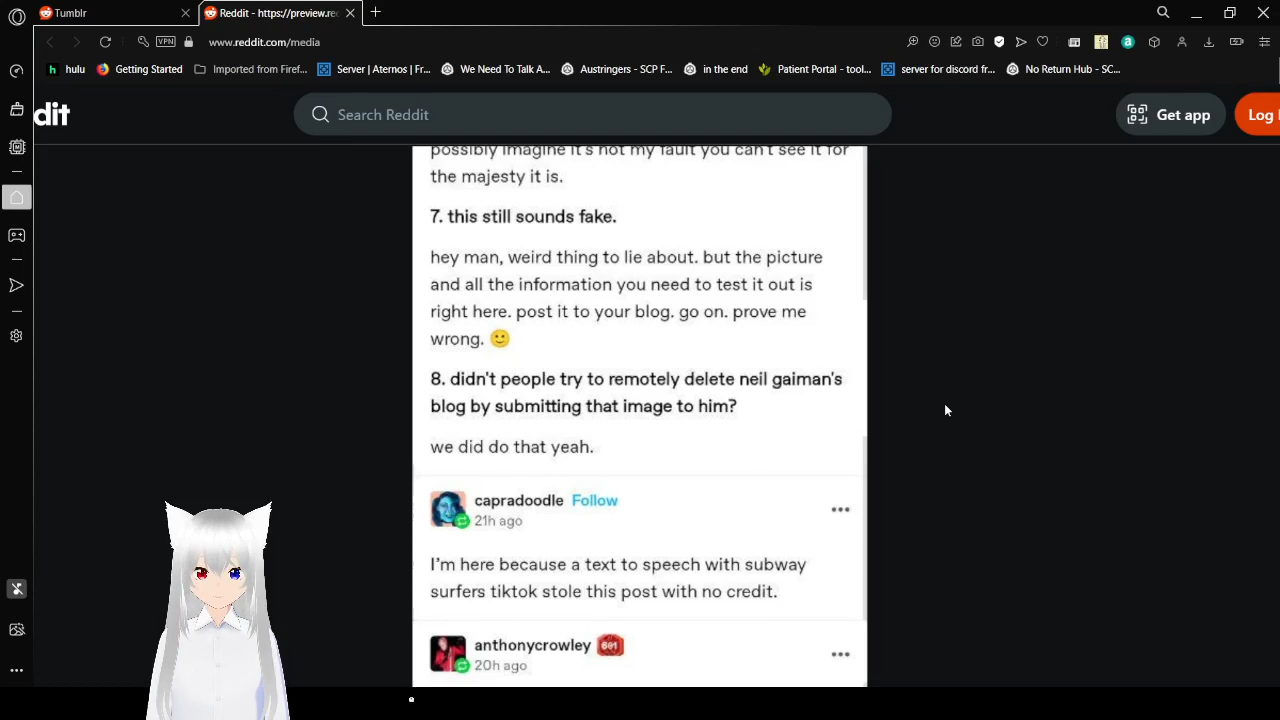 Tumblr
Reddit - https://preview.rec
VPN
www.reddit.com/media
hulu
Getting Started
Imported from Firef...
Server | Aternos | Fr...
We Need To Talk A...
Austringers - SCP F...
in the end
Patient Portal - tool...
server for discord fr...
No Return Hub - SC...
dit
Search Reddit
Get app
Log
possibly imagine it's not my fault you can't see it for
the majesty it is.
7. this still sounds fake.
hey man, weird thing to lie about. but the picture
and all the information you need to test it out is
right here. post it to your blog. go on. prove me
wrong. 🙂
8. didn't people try to remotely delete neil gaiman's
blog by submitting that image to him?
we did do that yeah.
capradoodle Follow
21h ago
I'm here because a text to speech with subway
surfers tiktok stole this post with no credit.
anthonycrowley
20h ago